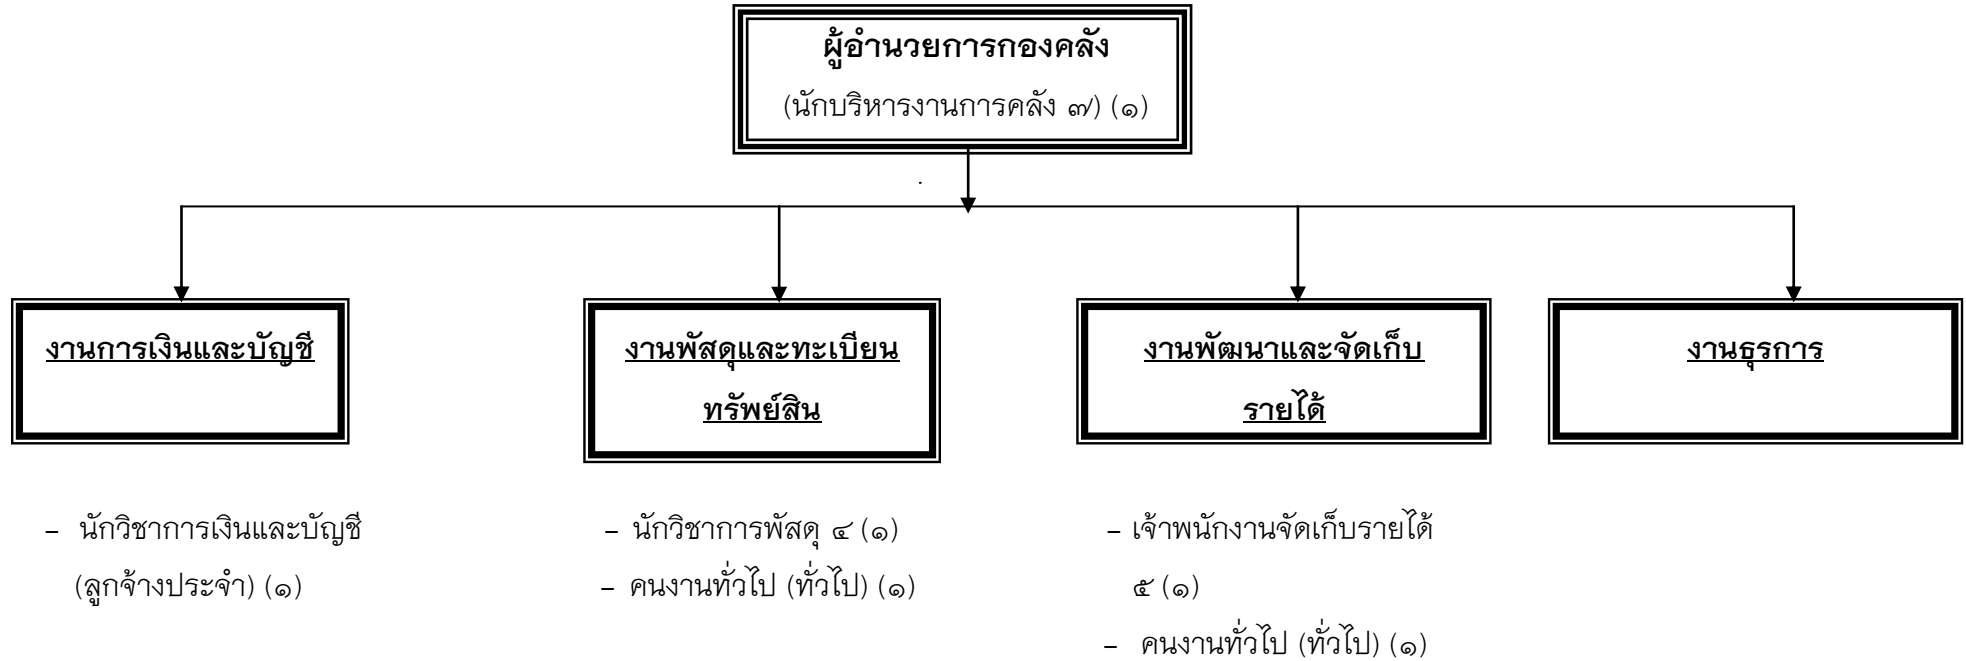 ผู้อำนวยการกองคลัง
(นักบริหารงานการคลัง ๗) (๑)
งานการเงินและบัญชี
งานพัสดุและทะเบียน
ทรัพย์สิน
งานพัฒนาและจัดเก็บ
รายได้
งานธุรการ
- นักวิชาการเงินและบัญชี
(ลูกจ้างประจำ) (๑)
- นักวิชาการพัสดุ ๔ (๑)
- คนงานทั่วไป (ทั่วไป) (๑)
- เจ้าพนักงานจัดเก็บรายได้
๕ (๑)
- คนงานทั่วไป (ทั่วไป) (๑)